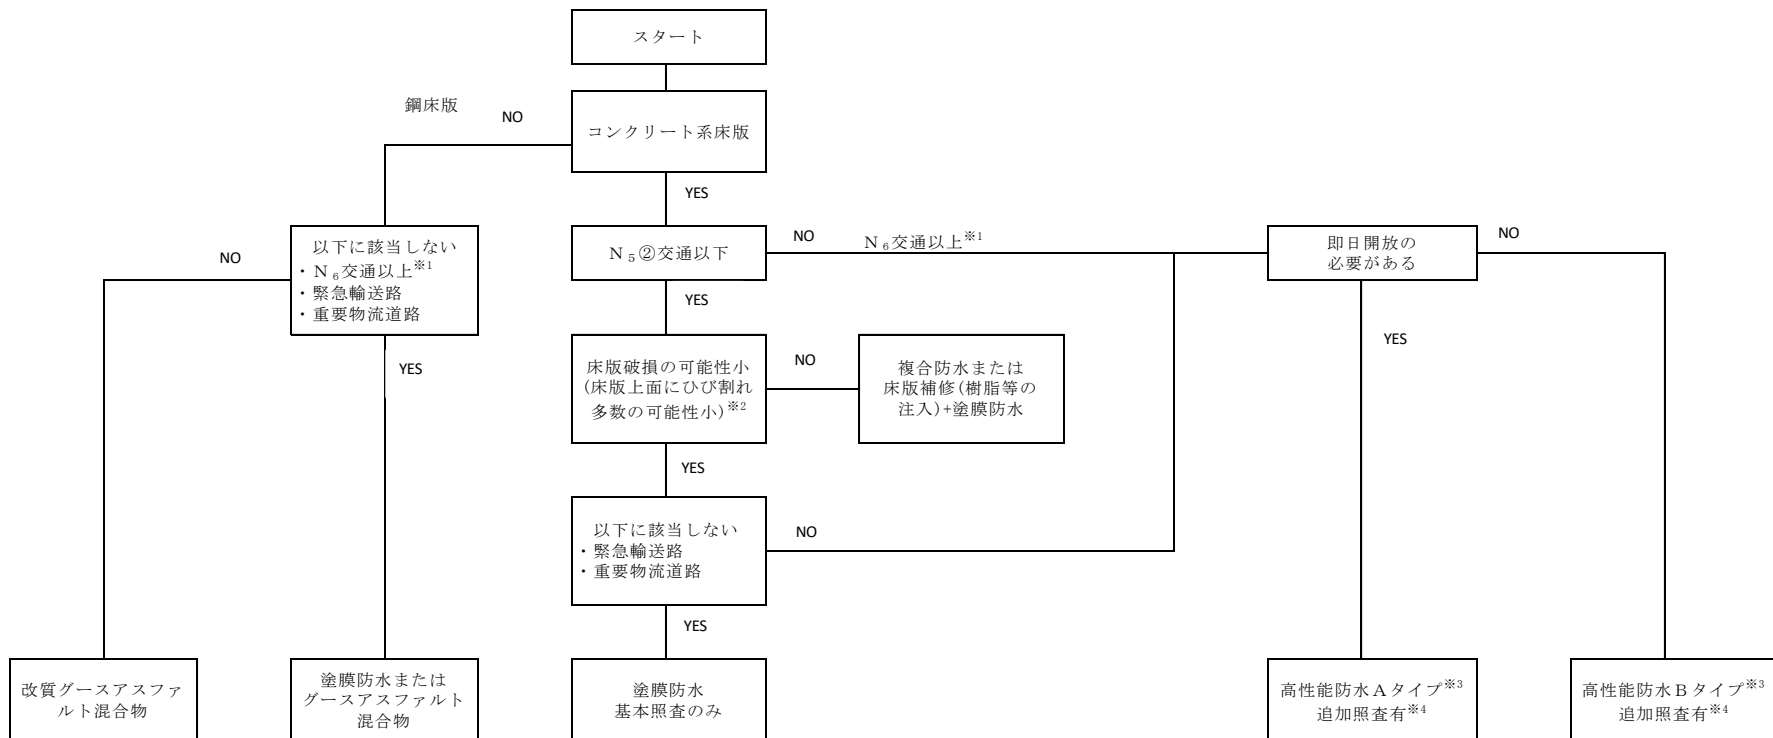 スタート
コンクリート系床版
鋼床版
NO
YES
以下に該当しない
・N₆交通以上※1
・緊急輸送路
・重要物流道路
NO
YES
N₅②交通以下
NO
N₆交通以上※1
YES
即日開放の
必要がある
NO
YES
床版破損の可能性小
(床版上面にひび割れ
多数の可能性小)※2
NO
YES
複合防水または
床版補修(樹脂等の
注入)+塗膜防水
以下に該当しない
・緊急輸送路
・重要物流道路
NO
YES
改質グースアスファ
ルト混合物
塗膜防水または
グースアスファルト
混合物
塗膜防水
基本照査のみ
高性能防水Aタイプ※3
追加照査有※4
高性能防水Bタイプ※3
追加照査有※4